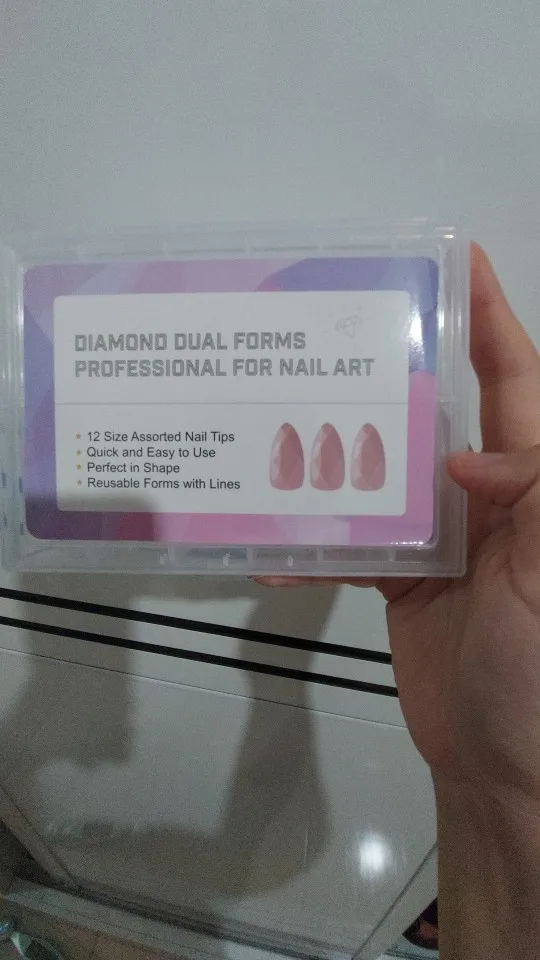 DIAMOND DUAL FORMS
PROFESSIONAL FOR NAIL ART
12 Size Assorted Nail Tips
Quick and Easy to Use
Perfect in Shape
Reusable Forms with Lines